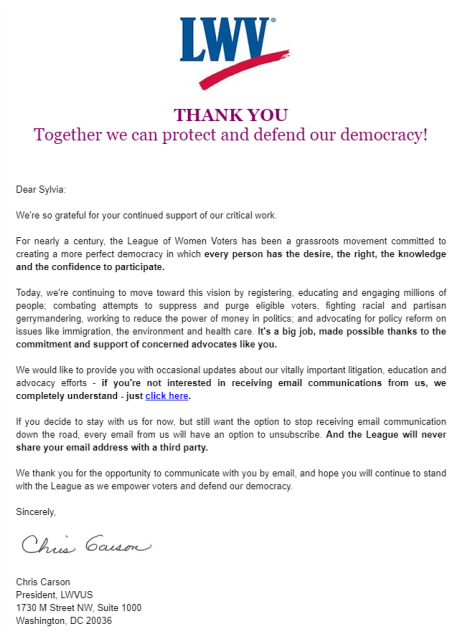 LWV
THANK YOU
Together we can protect and defend our democracy!
Dear Sylvia:
We're so grateful for your continued support of our critical work.
For nearly a century, the League of Women Voters has been a grassroots movement committed to
creating a more perfect democracy in which every person has the desire, the right, the knowledge
and the confidence to participate.
Today, we're continuing to move toward this vision by registering, educating and engaging millions of
people; combating attempts to suppress and purge eligible voters, fighting racial and partisan
gerrymandering, working to reduce the power of money in politics; and advocating for policy reform on
issues like immigration, the environment and health care. It's a big job, made possible thanks to the
commitment and support of concerned advocates like you.
We would like to provide you with occasional updates about our vitally important litigation, education and
advocacy efforts - if you're not interested in receiving email communications from us, we
completely understand - just click here.
If you decide to stay with us for now, but still want the option to stop receiving email communication
down the road, every email from us will have an option to unsubscribe. And the League will never
share your email address with a third party.
We thank you for the opportunity to communicate with you by email, and hope you will continue to stand
with the League as we empower voters and defend our democracy.
Sincerely,
Chris Carson
Chris Carson
President, LWVUS
1730 M Street NW, Suite 1000
Washington, DC 20036